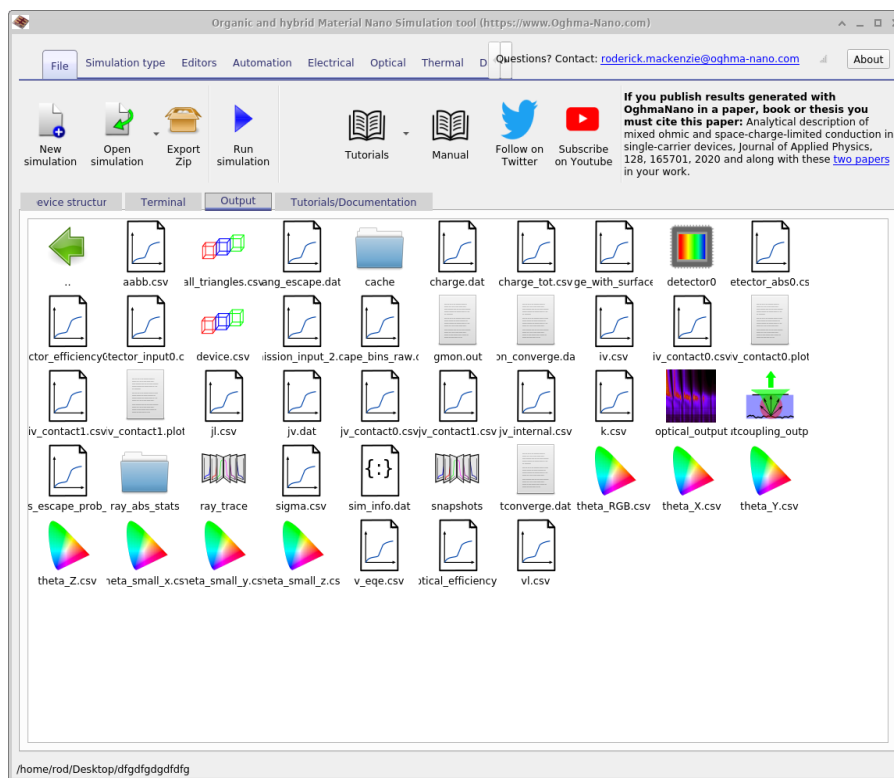 Organic and hybrid Material Nano Simulation tool (https://www.Oghma-Nano.com)
File Simulation type Editors Automation Electrical Optical Thermal D Questions? Contact: roderick.mackenzie@oghma-nano.com About
New simulation
Open simulation
Export Zip
Run simulation
Tutorials
Manual
Follow on Twitter
Subscribe on Youtube
If you publish results generated with
OghmaNano in a paper, book or thesis you
must cite this paper: Analytical description of
mixed ohmic and space-charge-limited conduction in
single-carrier devices, Journal of Applied Physics,
128, 165701, 2020 and along with these two papers
in your work.
evice structur Terminal Output Tutorials/Documentation
.. aabb.csv all_triangles.csv ang_escape.dat cache charge.dat charge_tot.csv ge_with_surface detector0 etector_abs0.cs
ctor_efficiency0 tector_input0.c device.csv ission_input_2. cape_bins_raw.c gmon.out on_converge.da iv.csv iv_contact0.csv iv_contact0.plot
iv_contact1.csv iv_contact1.plot jl.csv jv.dat jv_contact0.csv jv_contact1.csv jv_internal.csv k.csv optical_output utcoupling_outp
s_escape_prob_ ray_abs_stats ray_trace sigma.csv sim_info.dat snapshots tconverge.dat theta_RGB.csv theta_X.csv theta_Y.csv
theta_Z.csv heta_small_x.cs heta_small_y.cs heta_small_z.cs v_eqe.csv ptical_efficiency vl.csv
/home/rod/Desktop/dfgdfgdgdfdfg